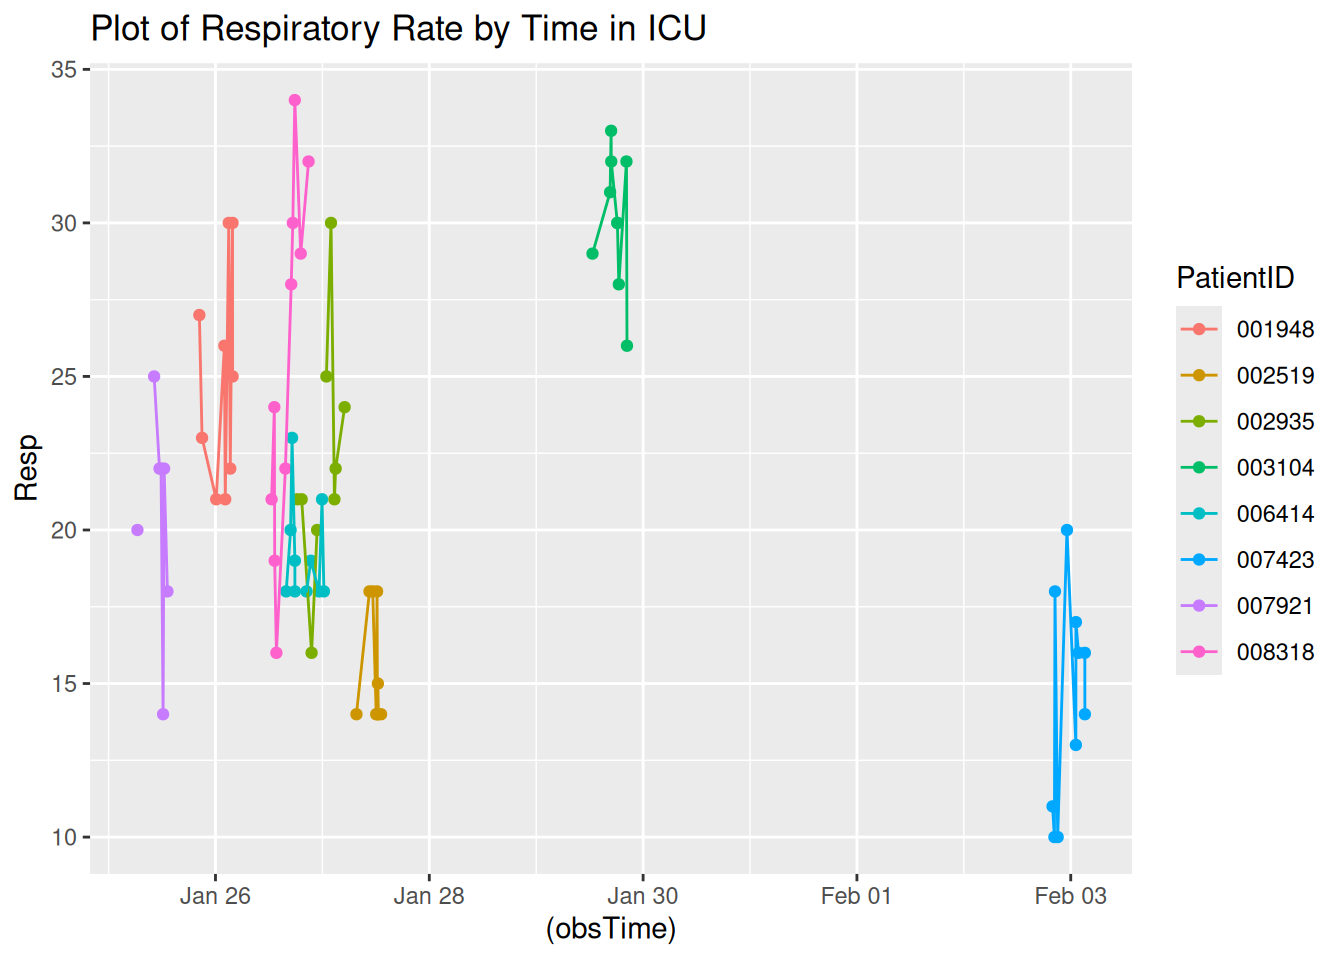 Plot of Respiratory Rate by Time in ICU
35
30
25
20
15
10
Resp
Jan 26
Jan 28
Jan 30
Feb 01
Feb 03
(obsTime)
PatientID
001948
002519
002935
003104
006414
007423
007921
008318